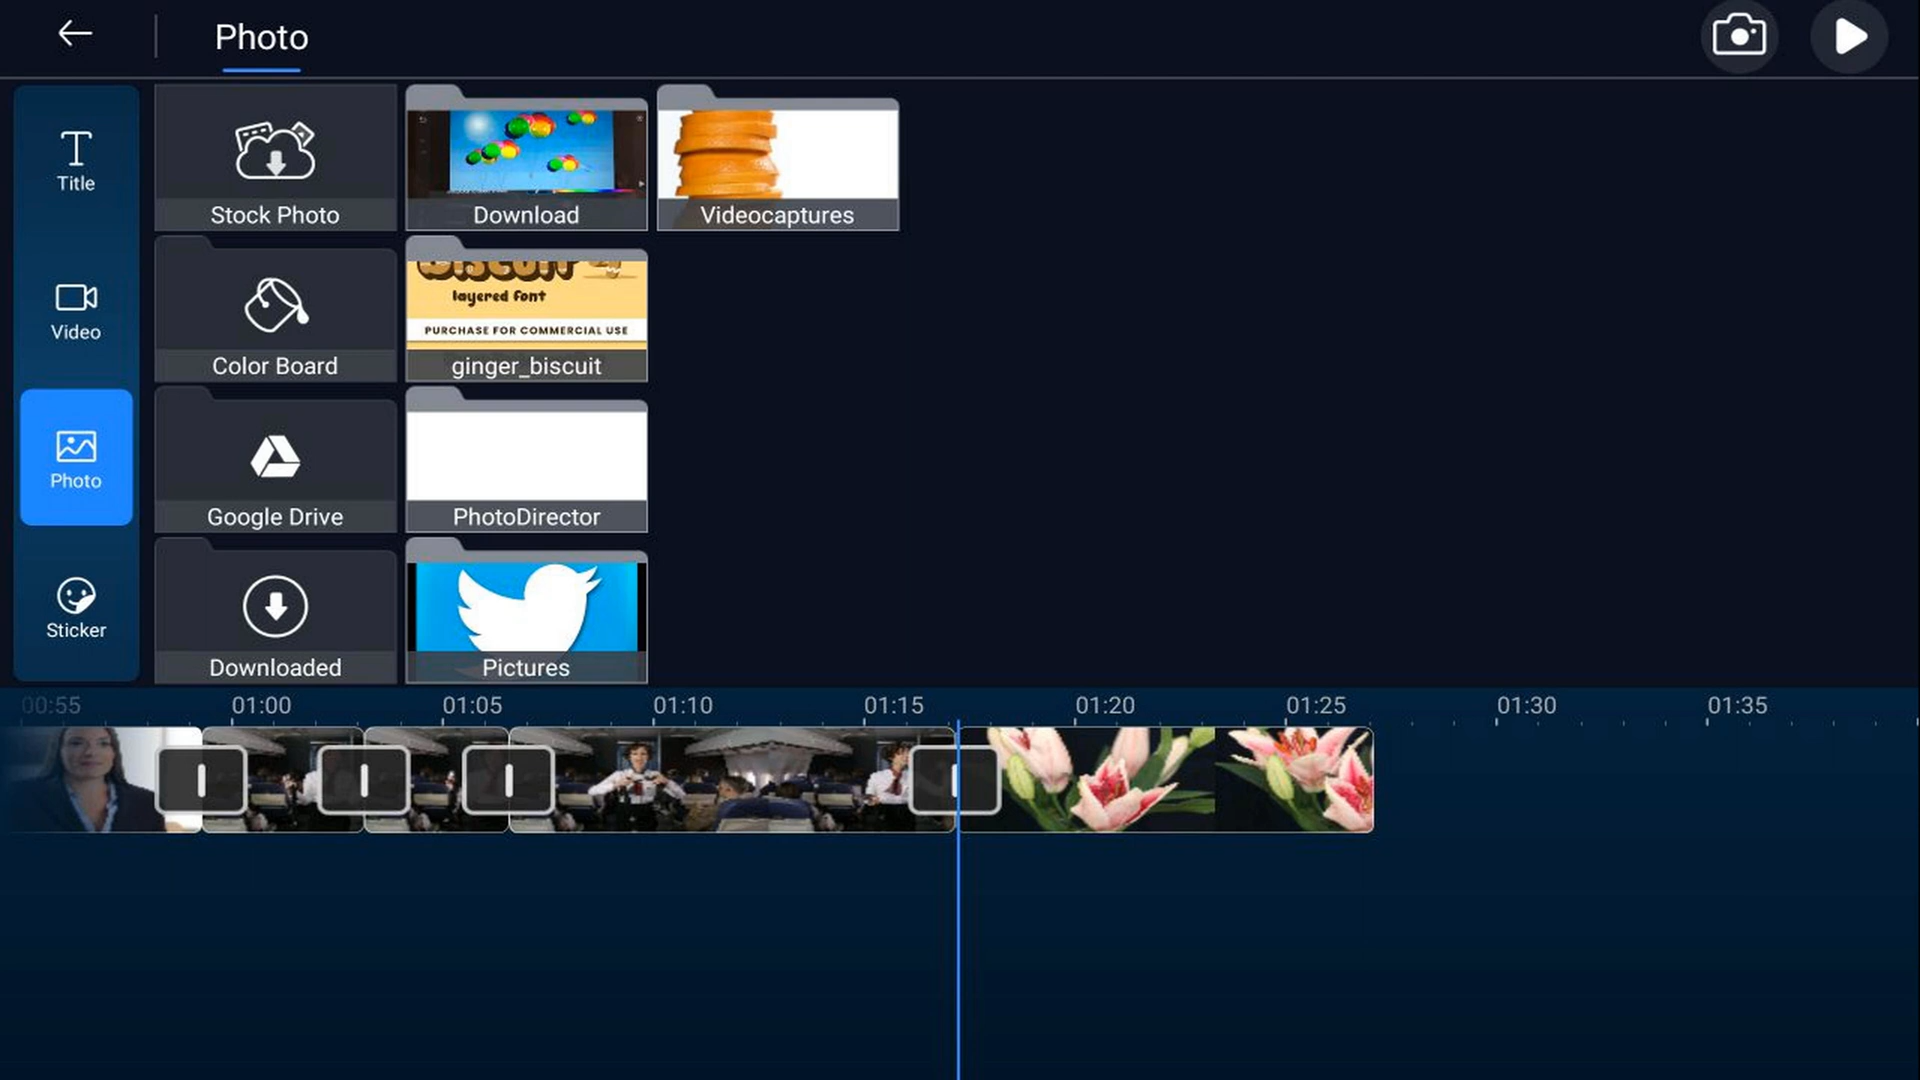 Photo
Title
Video
Photo
Sticker
Stock Photo
Download
Videocaptures
Color Board
layered font
PURCHASE FOR COMMERCIAL USE
ginger_biscuit
Google Drive
PhotoDirector
Downloaded
Pictures
00:55
01:00
01:05
01:10
01:15
01:20
01:25
01:30
01:35